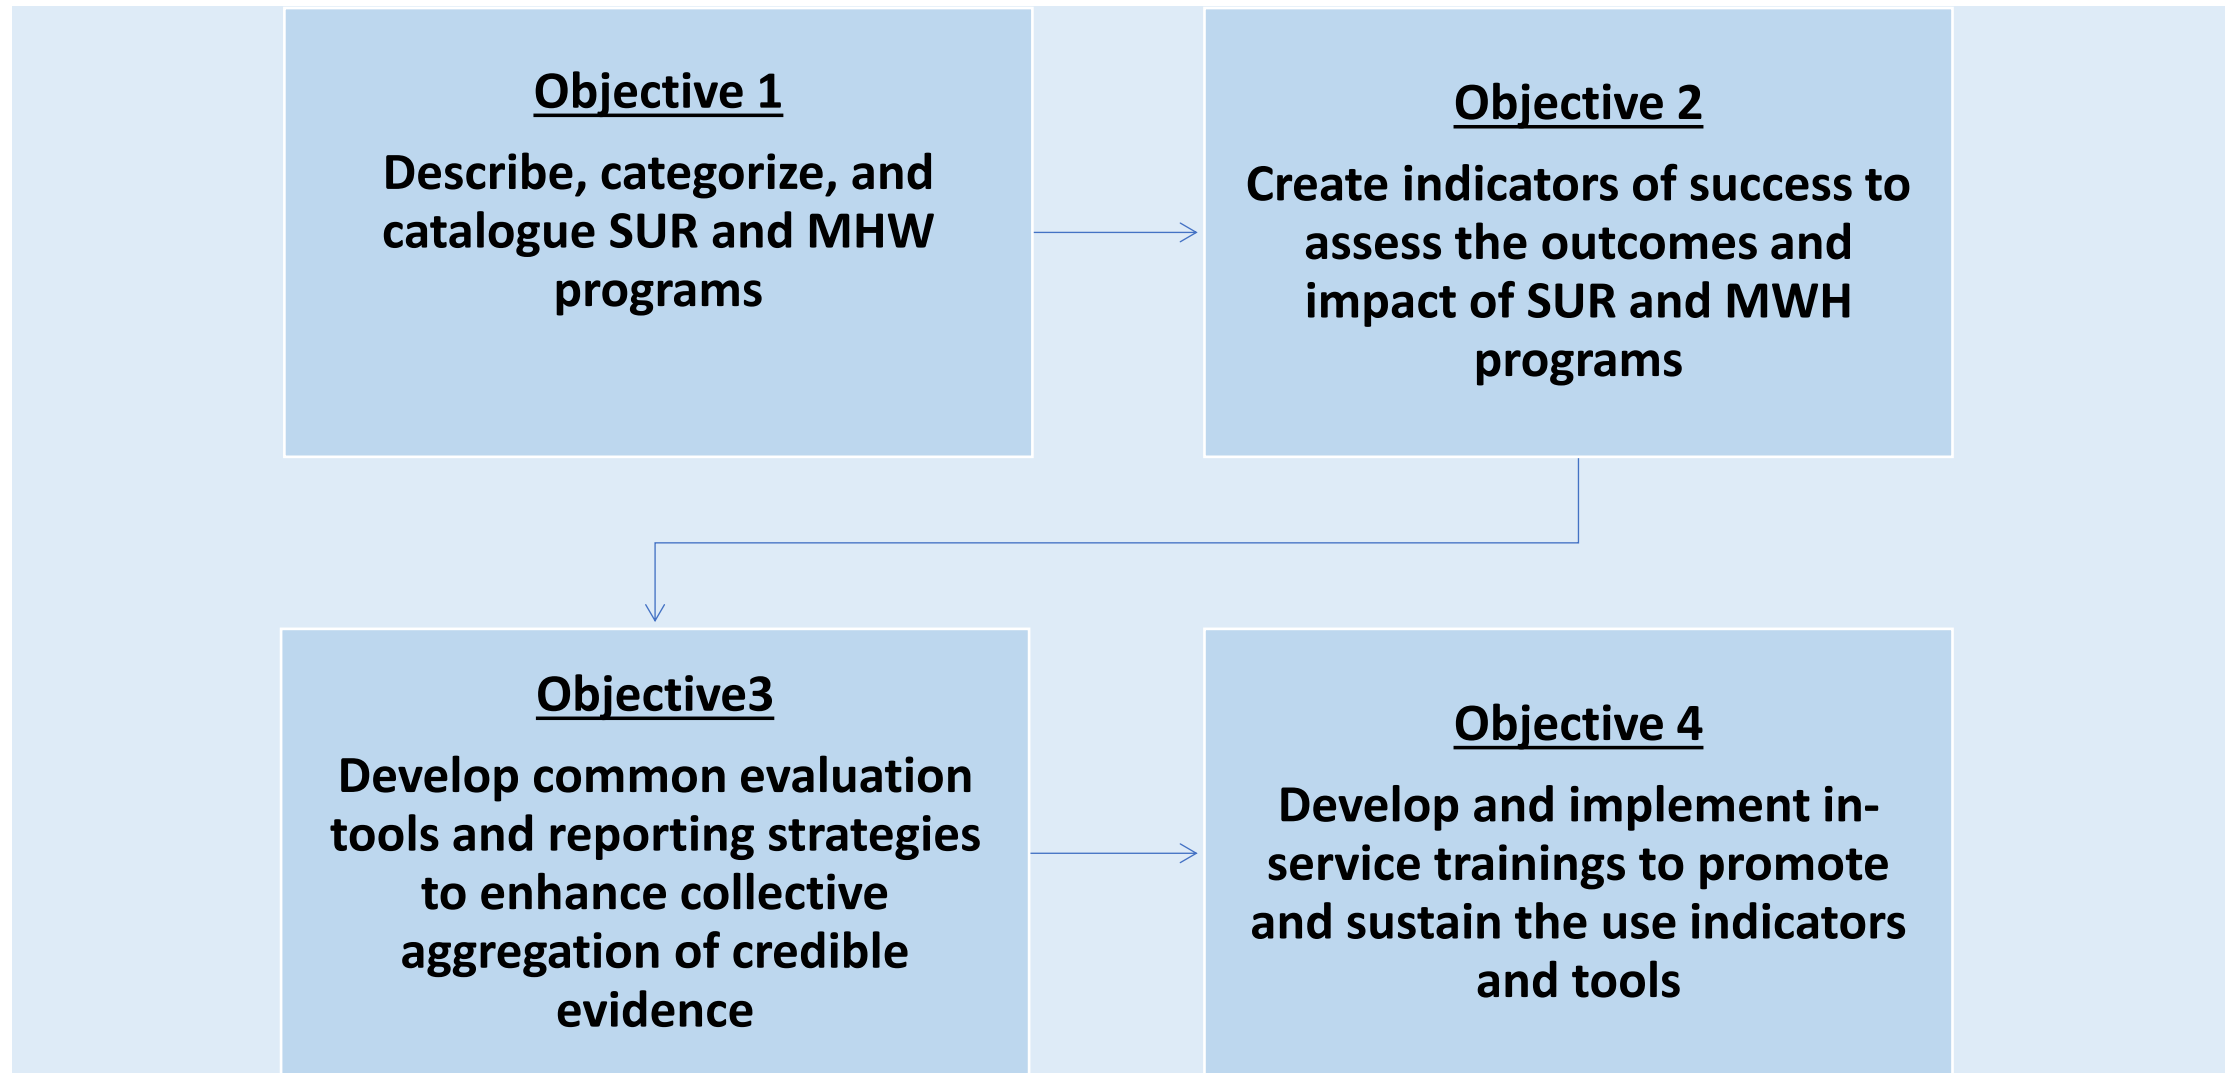 Objective 1
Describe, categorize, and
catalogue SUR and MHW
programs
Objective 2
Create indicators of success to
assess the outcomes and
impact of SUR and MWH
programs
Objective3
Develop common evaluation
tools and reporting strategies
to enhance collective
aggregation of credible
evidence
Objective 4
Develop and implement in-
service trainings to promote
and sustain the use indicators
and tools